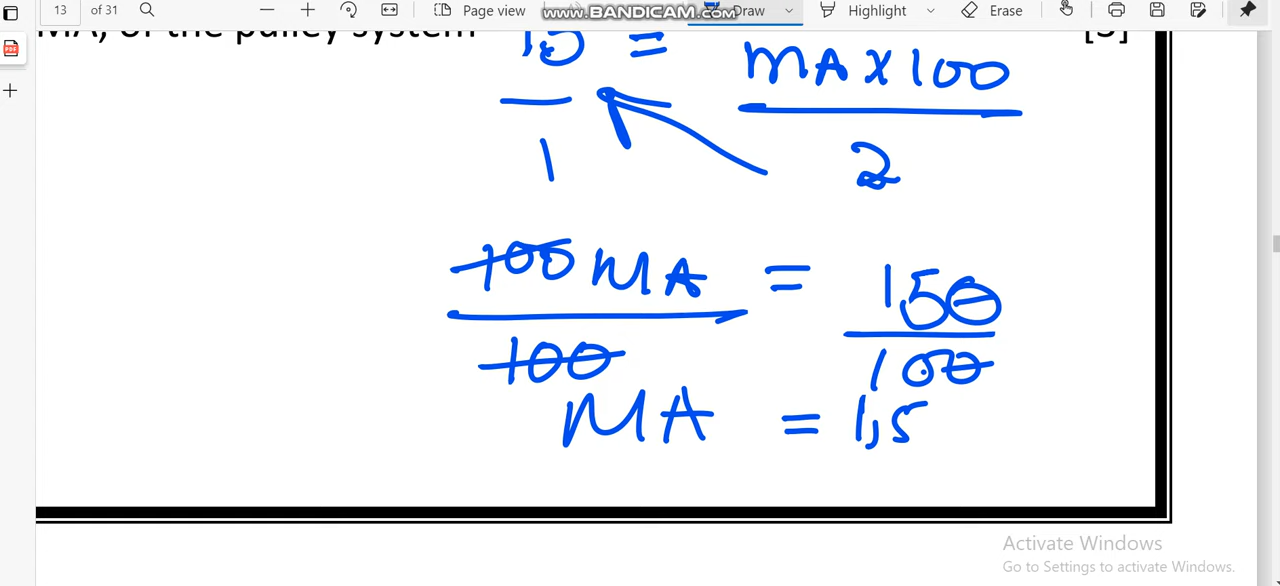 13 of 31 Page view www.BANDICAM.com Draw Highlight Erase
MA, of the pulley system [3]
=
MA x 100
1
2
100 MA = 150
100 100
MA = 1,5
Activate Windows
Go to Settings to activate Windows.